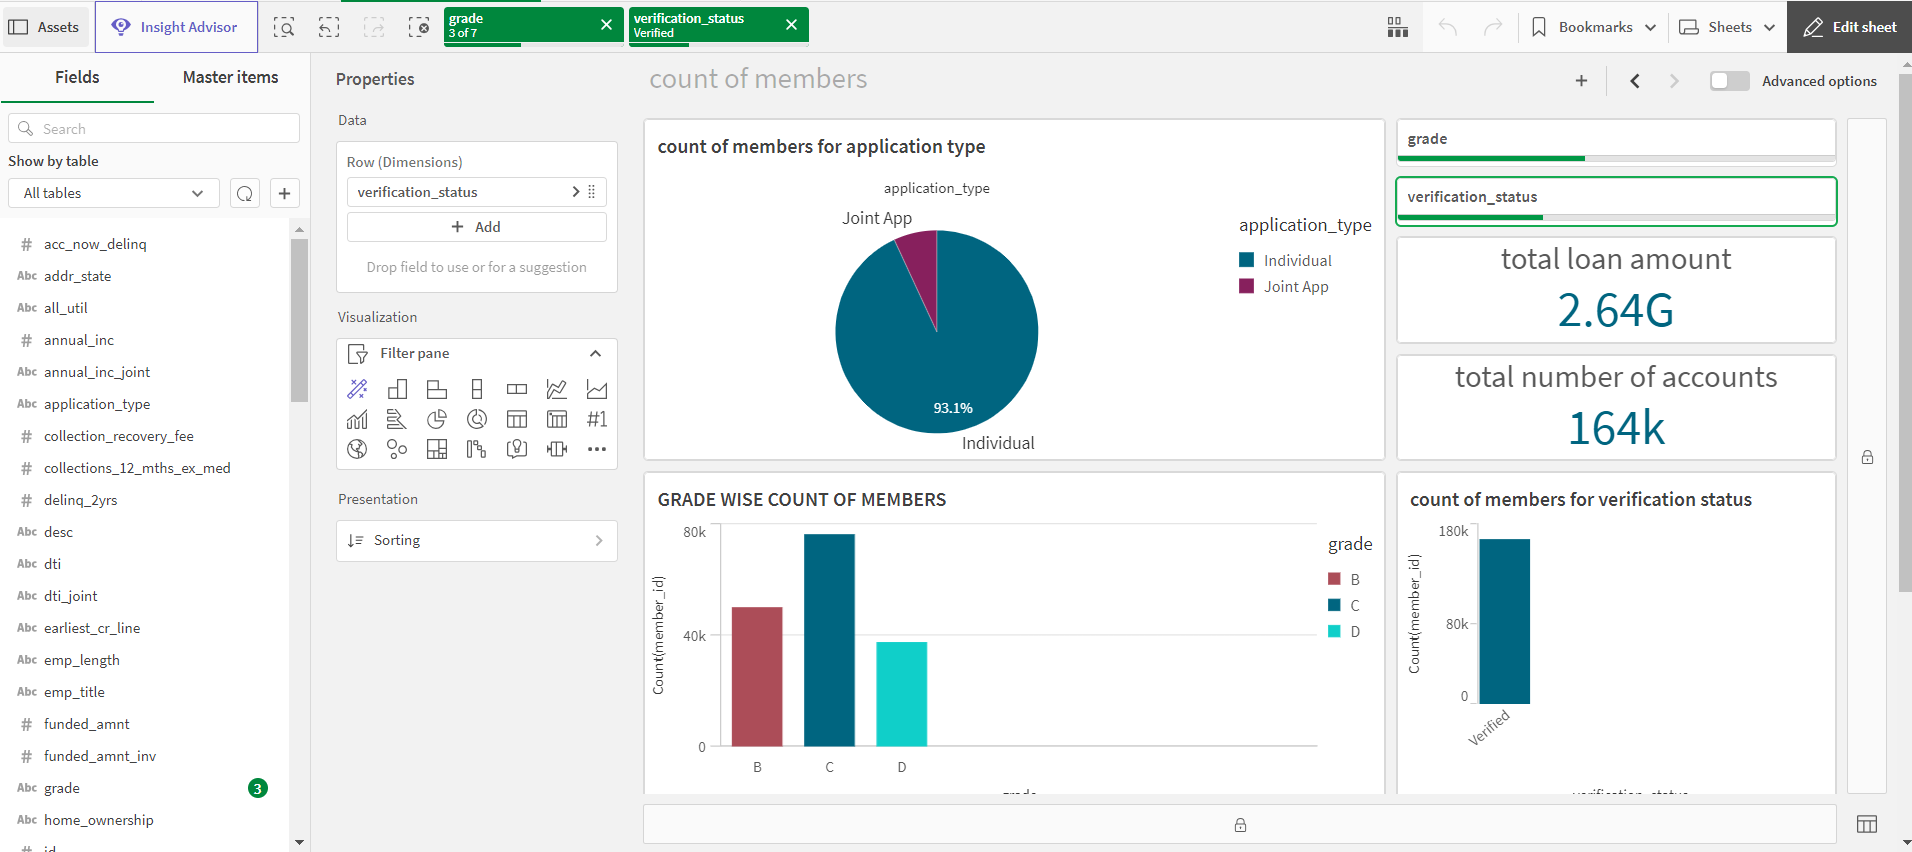 Assets
Insight Advisor
grade
3 of 7
verification_status
Verified
Bookmarks
Sheets
Edit sheet
Fields
Master items
Search
Show by table
All tables
# acc_now_delinq
Abc addr_state
Abc all_util
# annual_inc
Abc annual_inc_joint
Abc application_type
# collection_recovery_fee
# collections_12_mths_ex_med
# delinq_2yrs
Abc desc
Abc dti
Abc dti_joint
Abc earliest_cr_line
Abc emp_length
Abc emp_title
# funded_amnt
# funded_amnt_inv
Abc grade 3
Abc home_ownership
# id
Properties
Data
Row (Dimensions)
verification_status
Add
Drop field to use or for a suggestion
Visualization
Filter pane
#1
Presentation
Sorting
count of members
Advanced options
count of members for application type
application_type
Joint App
93.1%
Individual
application_type
Individual
Joint App
grade
verification_status
total loan amount
2.64G
total number of accounts
164k
GRADE WISE COUNT OF MEMBERS
Count(member_id)
80k
40k
0
B C D
grade
grade
B
C
D
count of members for verification status
Count(member_id)
180k
80k
0
Verified
verification_status